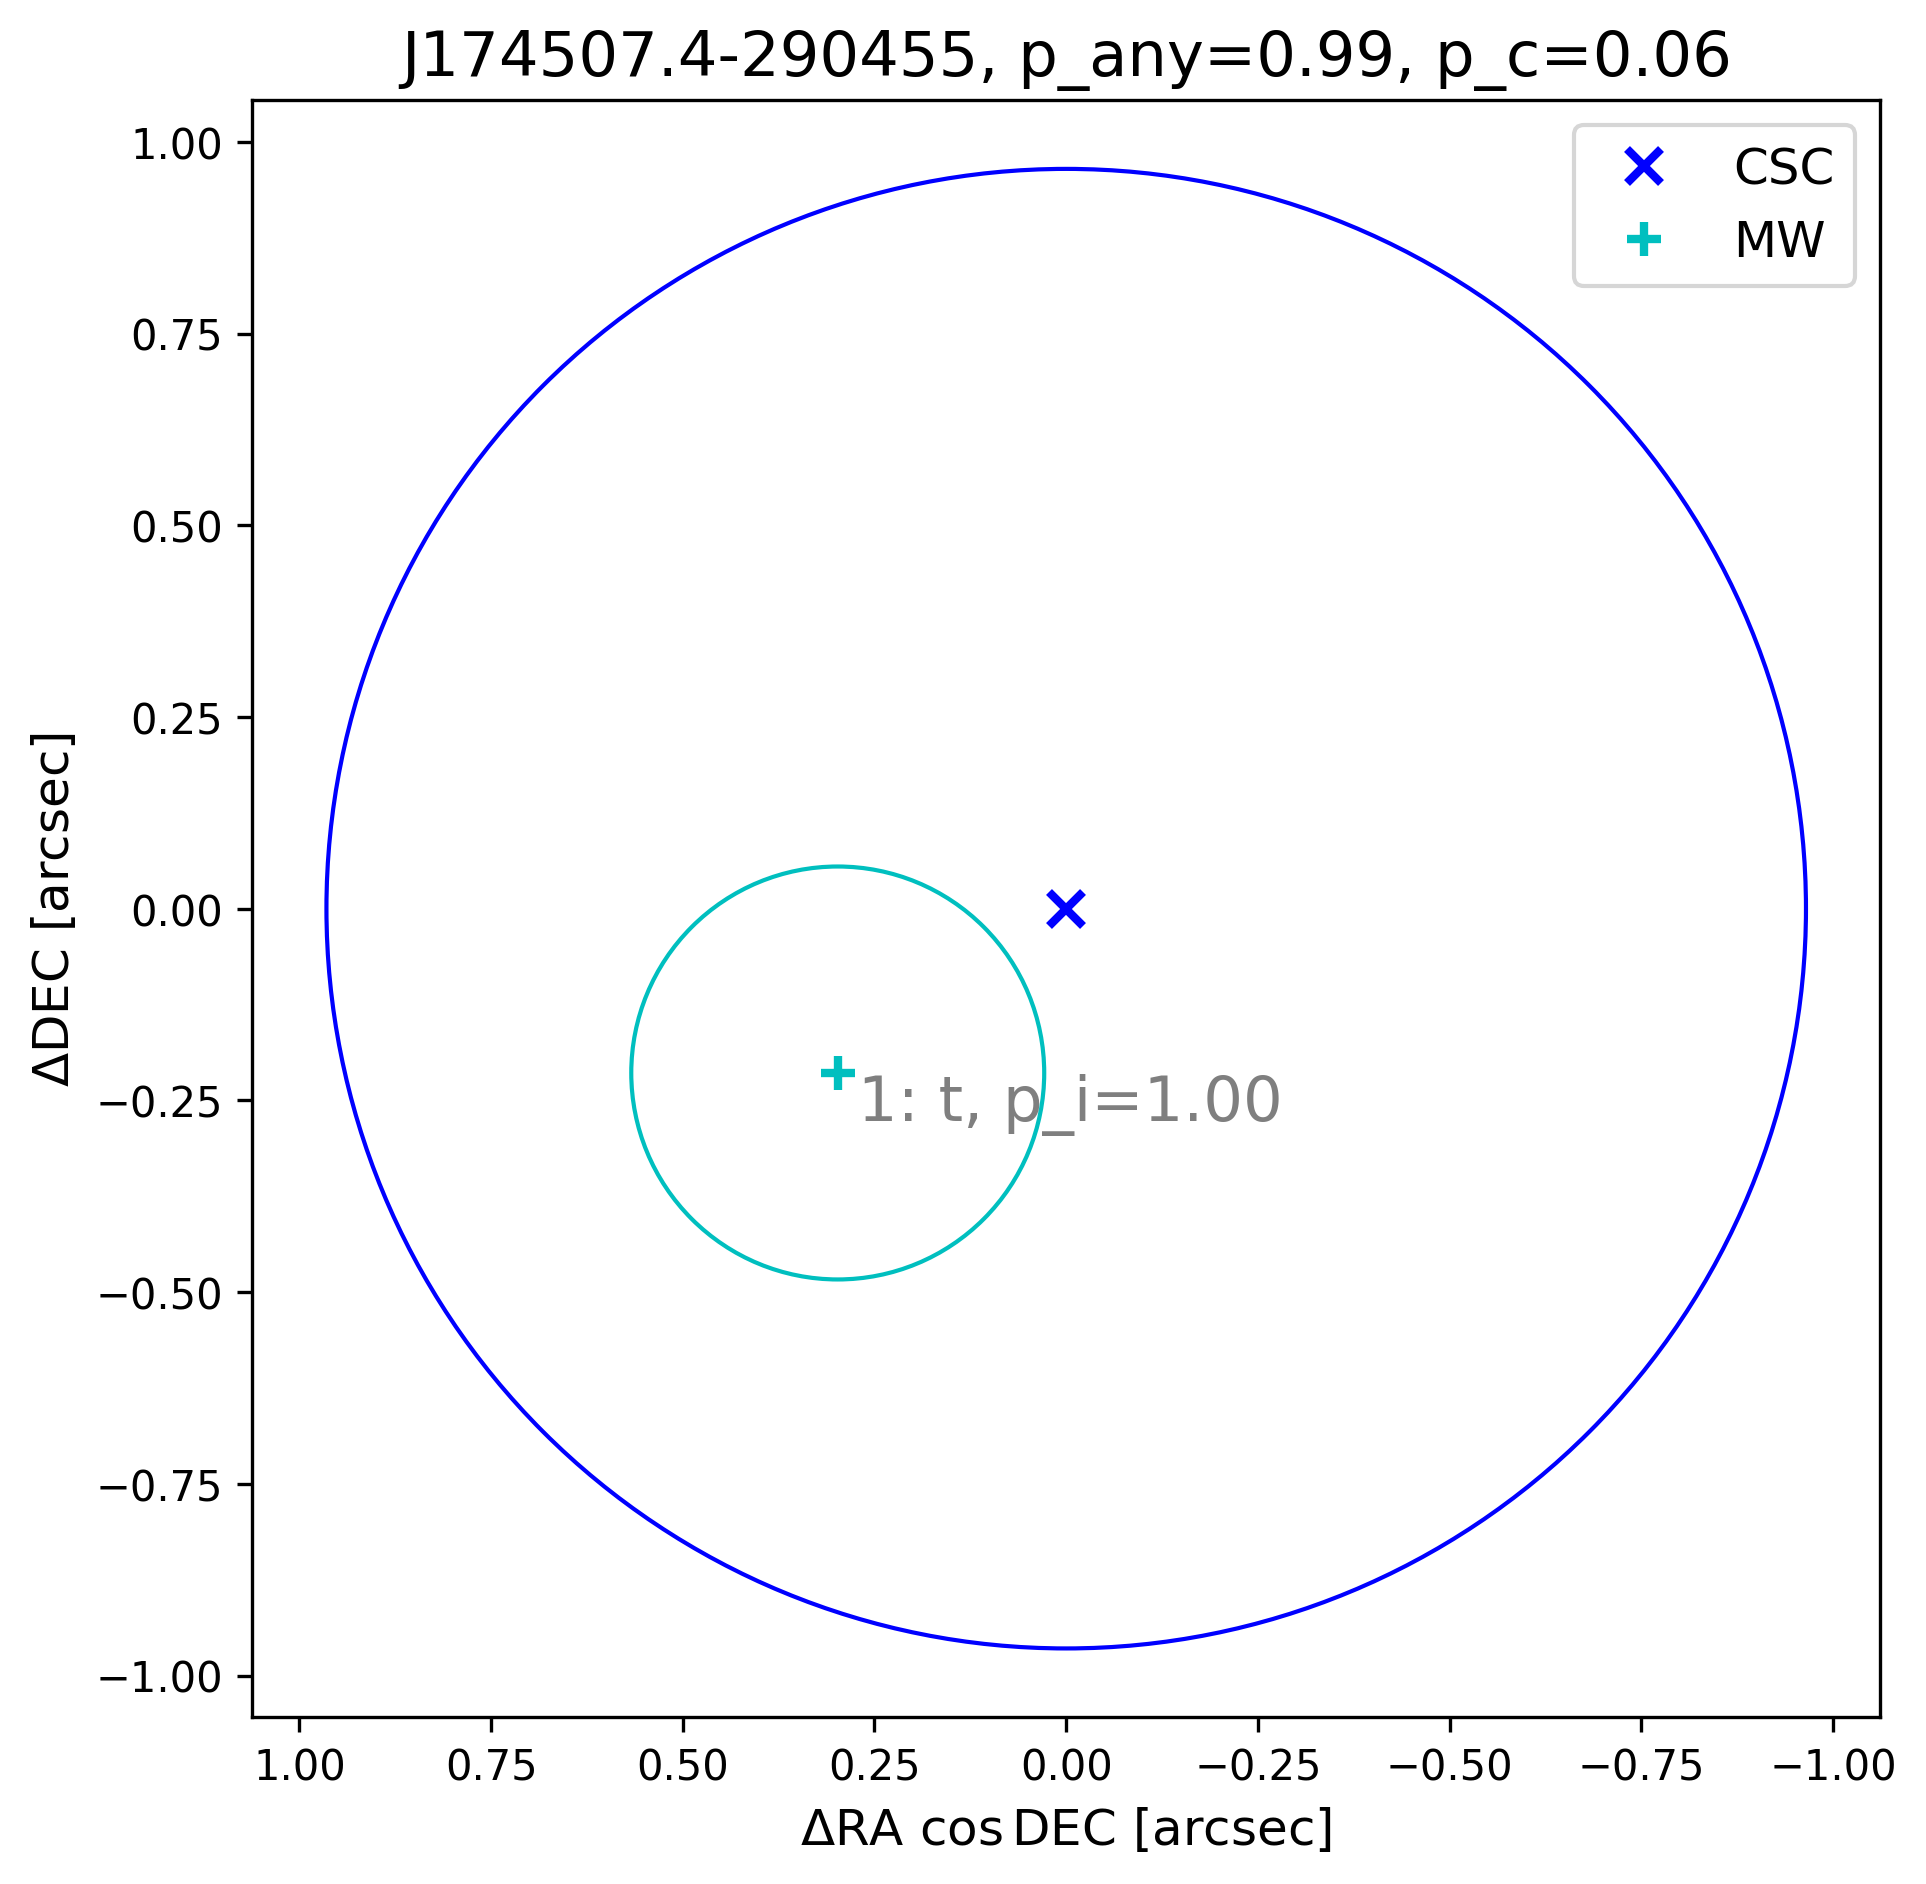 J174507.4-290455, p_any=0.99, p_c=0.06
CSC
MW
1.00
0.75
0.50
0.25
0.00
−0.25
−0.50
−0.75
−1.00
ΔDEC [arcsec]
1: t, p_i=1.00
1.00 0.75 0.50 0.25 0.00 −0.25 −0.50 −0.75 −1.00
ΔRA cos DEC [arcsec]